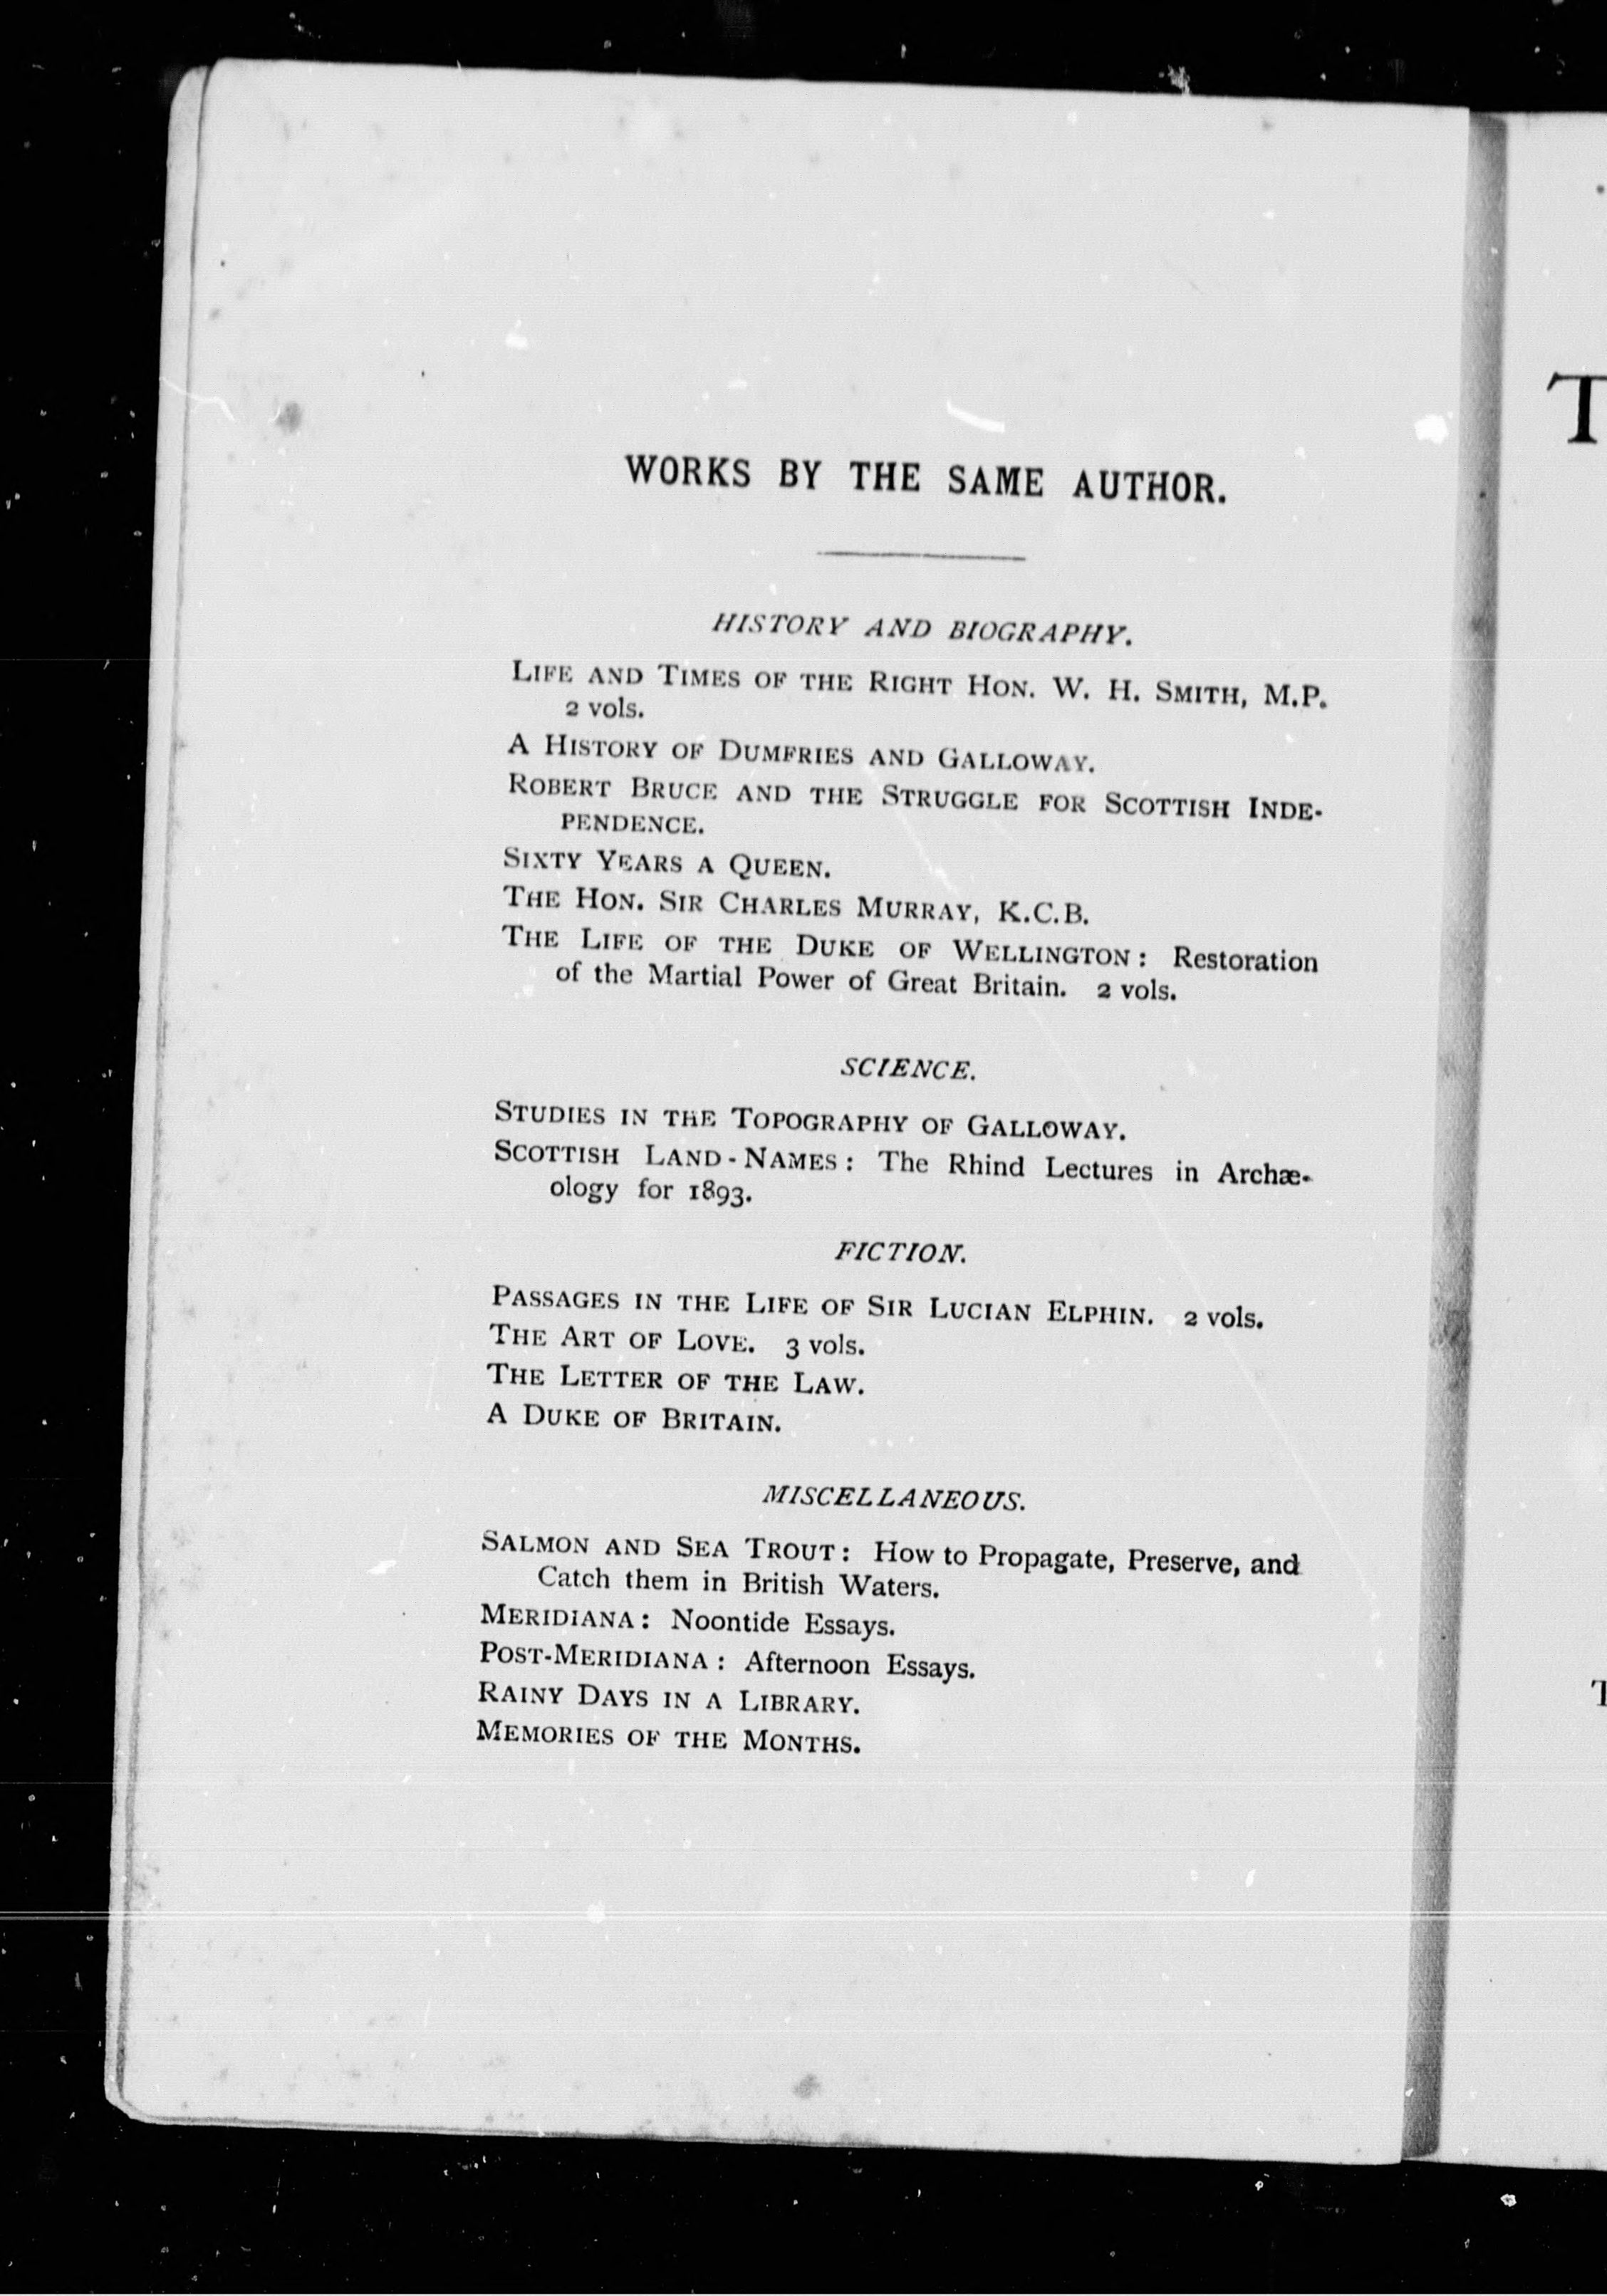 WORKS BY THE SAME AUTHOR.
HISTORY AND BIOGRAPHY.
LIFE AND TIMES OF THE RIGHT HON. W. H. SMITH, M.P.
2 vols.
A HISTORY OF DUMFRIES AND GALLOWAY.
ROBERT BRUCE AND THE STRUGGLE FOR SCOTTISH INDE-
PENDENCE.
SIXTY YEARS A QUEEN.
THE HON. SIR CHARLES MURRAY, K.C.B.
THE LIFE OF THE DUKE OF WELLINGTON: Restoration
of the Martial Power of Great Britain. 2 vols.
SCIENCE.
STUDIES IN THE TOPOGRAPHY OF GALLOWAY.
SCOTTISH LAND-NAMES: The Rhind Lectures in Archæ-
ology for 1893.
FICTION.
PASSAGES IN THE LIFE OF SIR LUCIAN ELPHIN. 2 vols.
THE ART OF LOVE. 3 vols.
THE LETTER OF THE LAW.
A DUKE OF BRITAIN.
MISCELLANEOUS.
SALMON AND SEA TROUT: How to Propagate, Preserve, and
Catch them in British Waters.
MERIDIANA: Noontide Essays.
POST-MERIDIANA: Afternoon Essays.
RAINY DAYS IN A LIBRARY.
MEMORIES OF THE MONTHS.
T
T